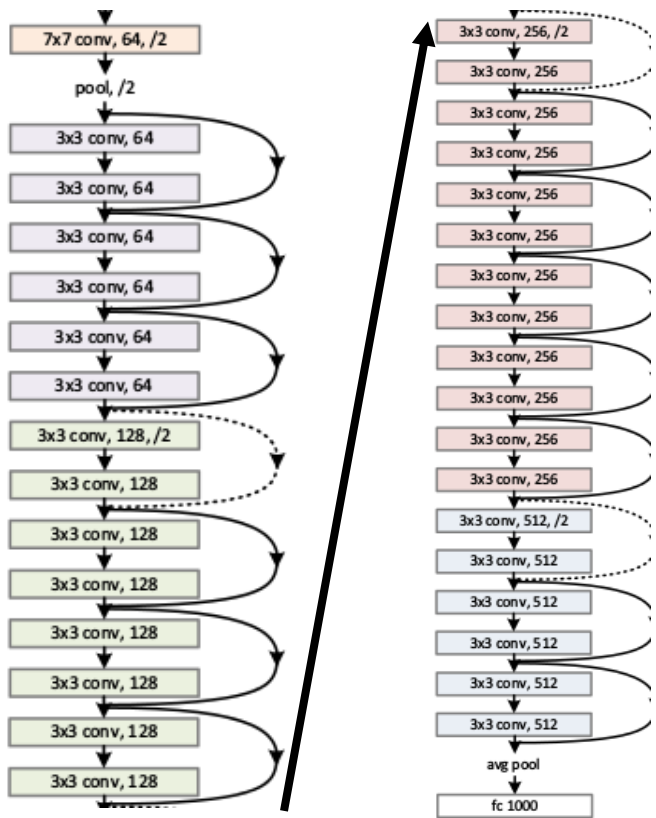 7x7 conv, 64, /2
pool, /2
3x3 conv, 64
3x3 conv, 64
3x3 conv, 64
3x3 conv, 64
3x3 conv, 64
3x3 conv, 64
3x3 conv, 128, /2
3x3 conv, 128
3x3 conv, 128
3x3 conv, 128
3x3 conv, 128
3x3 conv, 128
3x3 conv, 128
3x3 conv, 128
3x3 conv, 256, /2
3x3 conv, 256
3x3 conv, 256
3x3 conv, 256
3x3 conv, 256
3x3 conv, 256
3x3 conv, 256
3x3 conv, 256
3x3 conv, 256
3x3 conv, 256
3x3 conv, 256
3x3 conv, 256
3x3 conv, 512, /2
3x3 conv, 512
3x3 conv, 512
3x3 conv, 512
3x3 conv, 512
3x3 conv, 512
avg pool
fc 1000